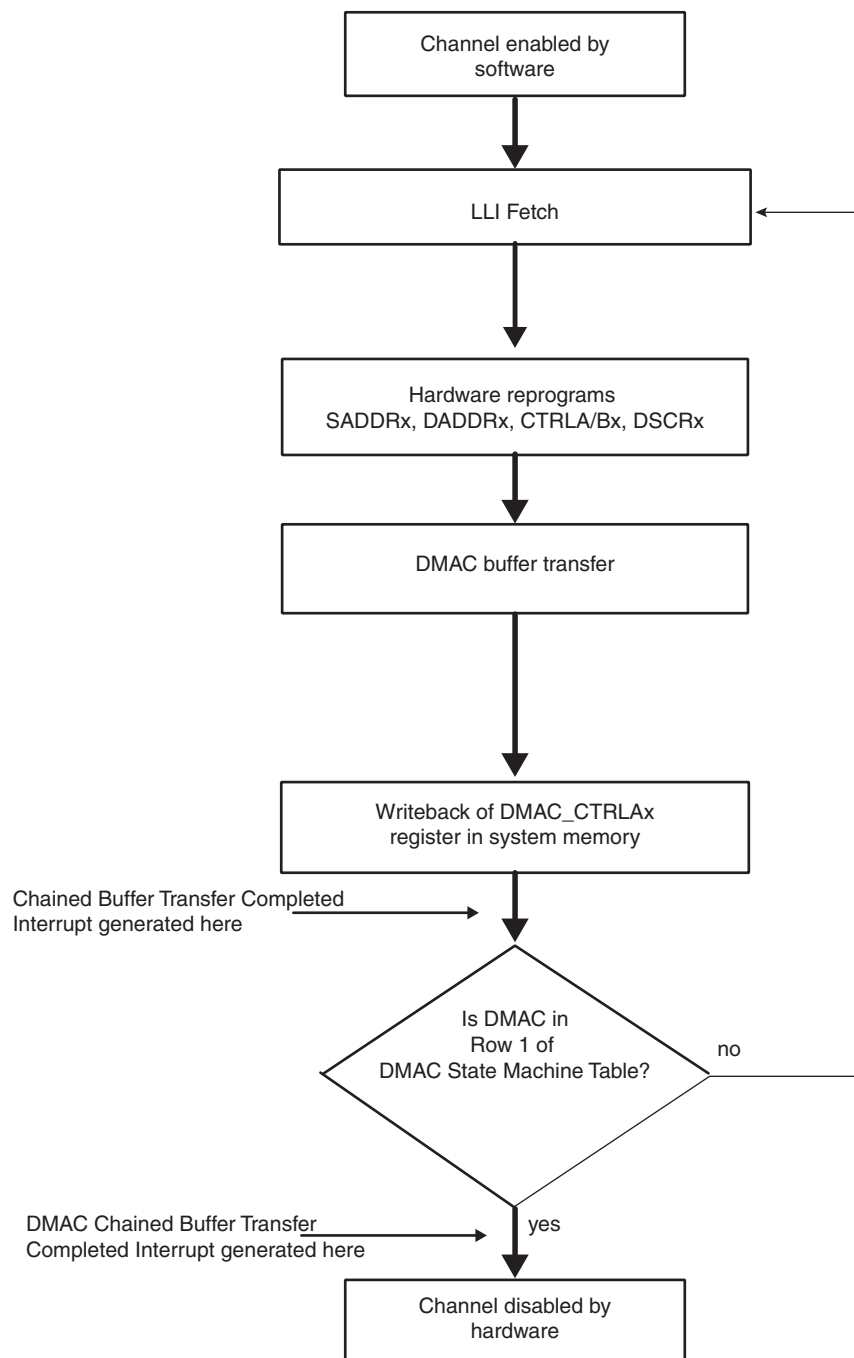 Channel enabled by
software
LLI Fetch
Hardware reprograms
SADDRx, DADDRx, CTRLA/Bx, DSCRx
DMAC buffer transfer
Writeback of DMAC_CTRLAx
register in system memory
Chained Buffer Transfer Completed
Interrupt generated here
Is DMAC in
Row 1 of
DMAC State Machine Table?
no
DMAC Chained Buffer Transfer
Completed Interrupt generated here
yes
Channel disabled by
hardware